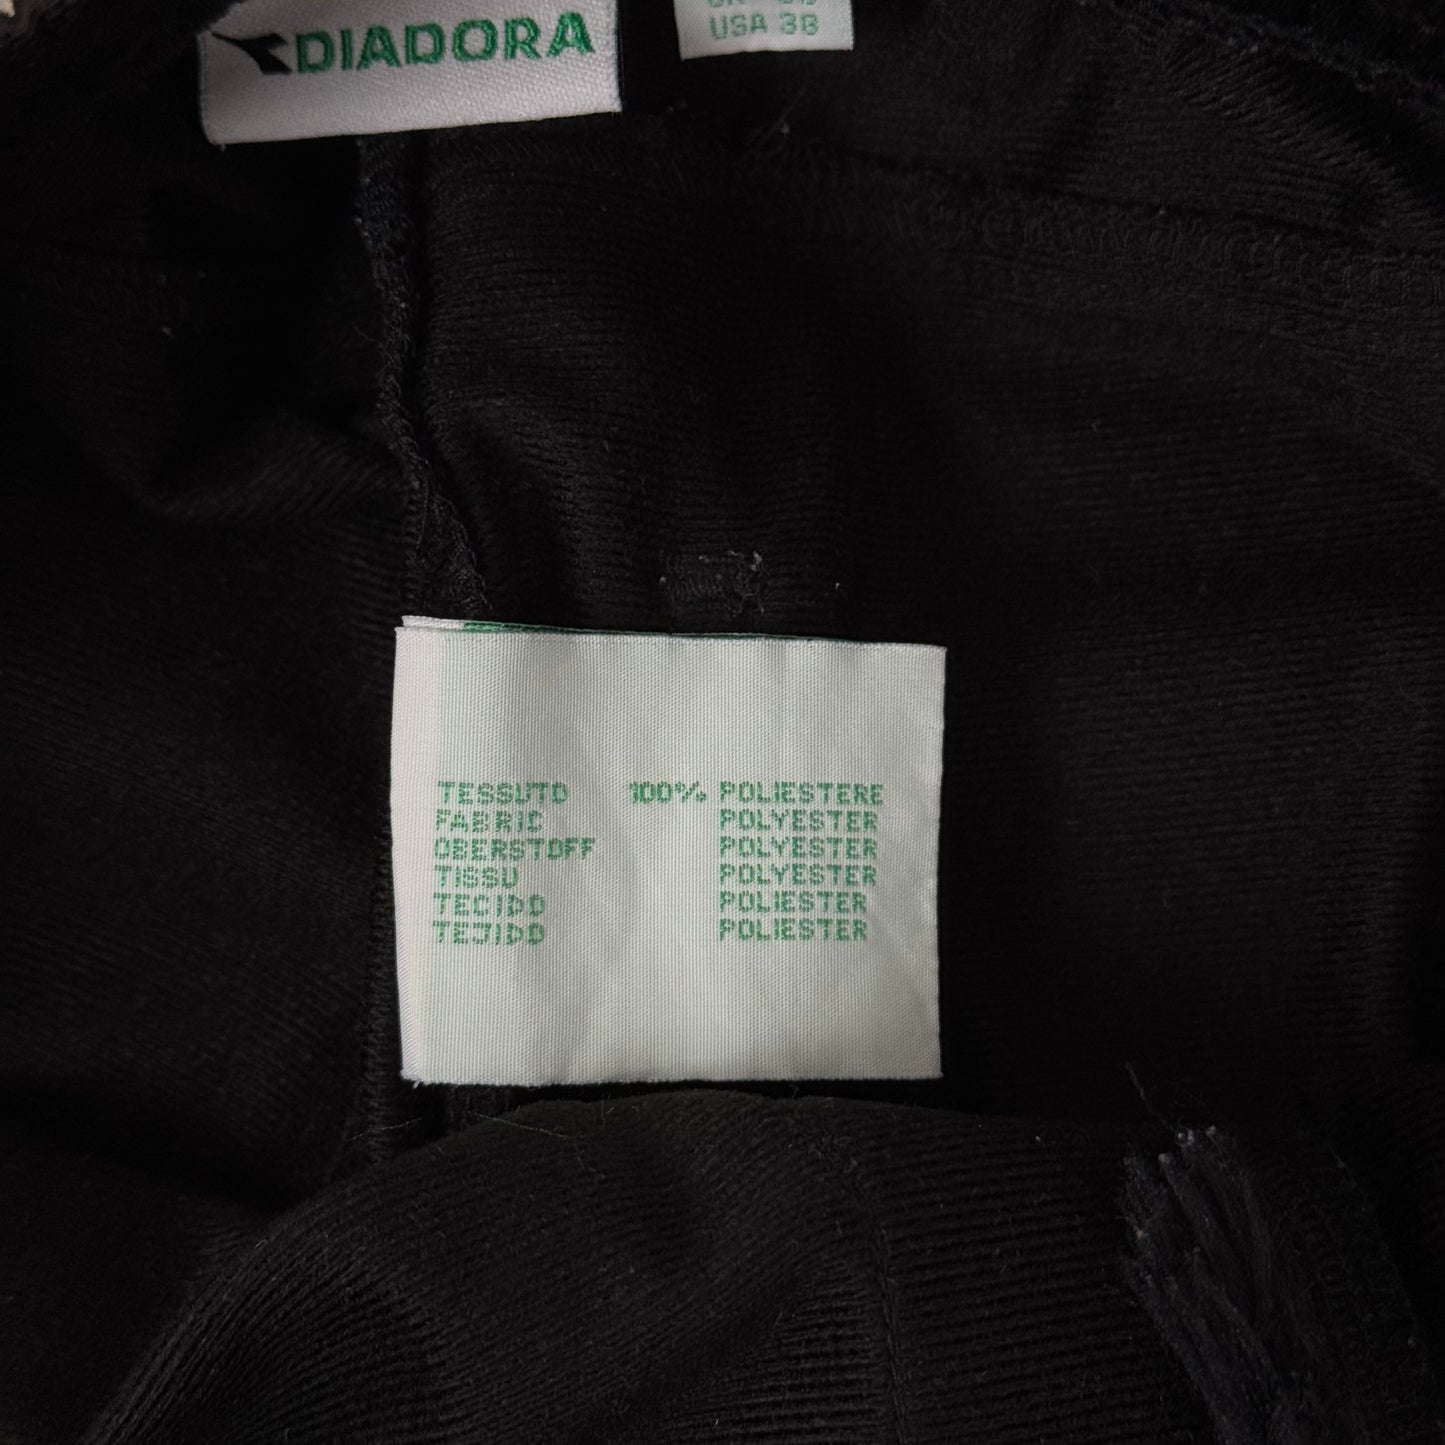 DIADORA
USA 38
TESSUTO 100% POLIESTERE
FABRIC POLYESTER
OBERSTOFF POLYESTER
TISSU POLYESTER
TECIDO POLIESTER
TEJIDO POLIESTER